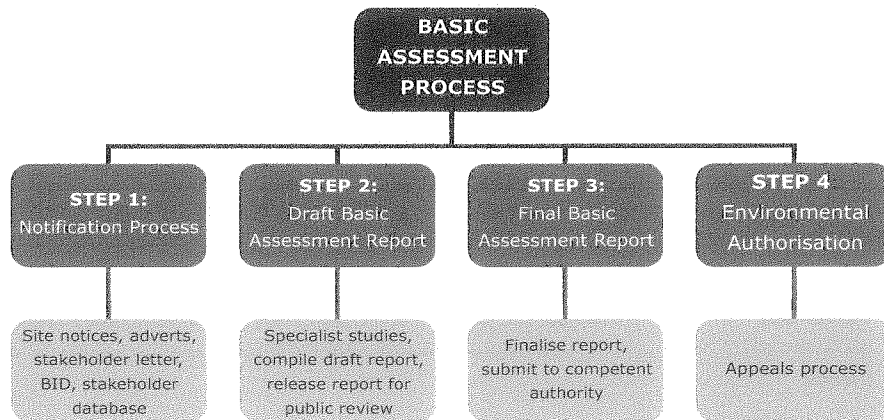 BASIC
ASSESSMENT
PROCESS
STEP 1:
Notification Process
STEP 2:
Draft Basic
Assessment Report
STEP 3:
Final Basic
Assessment Report
STEP 4
Environmental
Authorisation
Site notices, adverts,
stakeholder letter,
BID, stakeholder
database
Specialist studies,
compile draft report,
release report for
public review
Finalise report,
submit to competent
authority
Appeals process